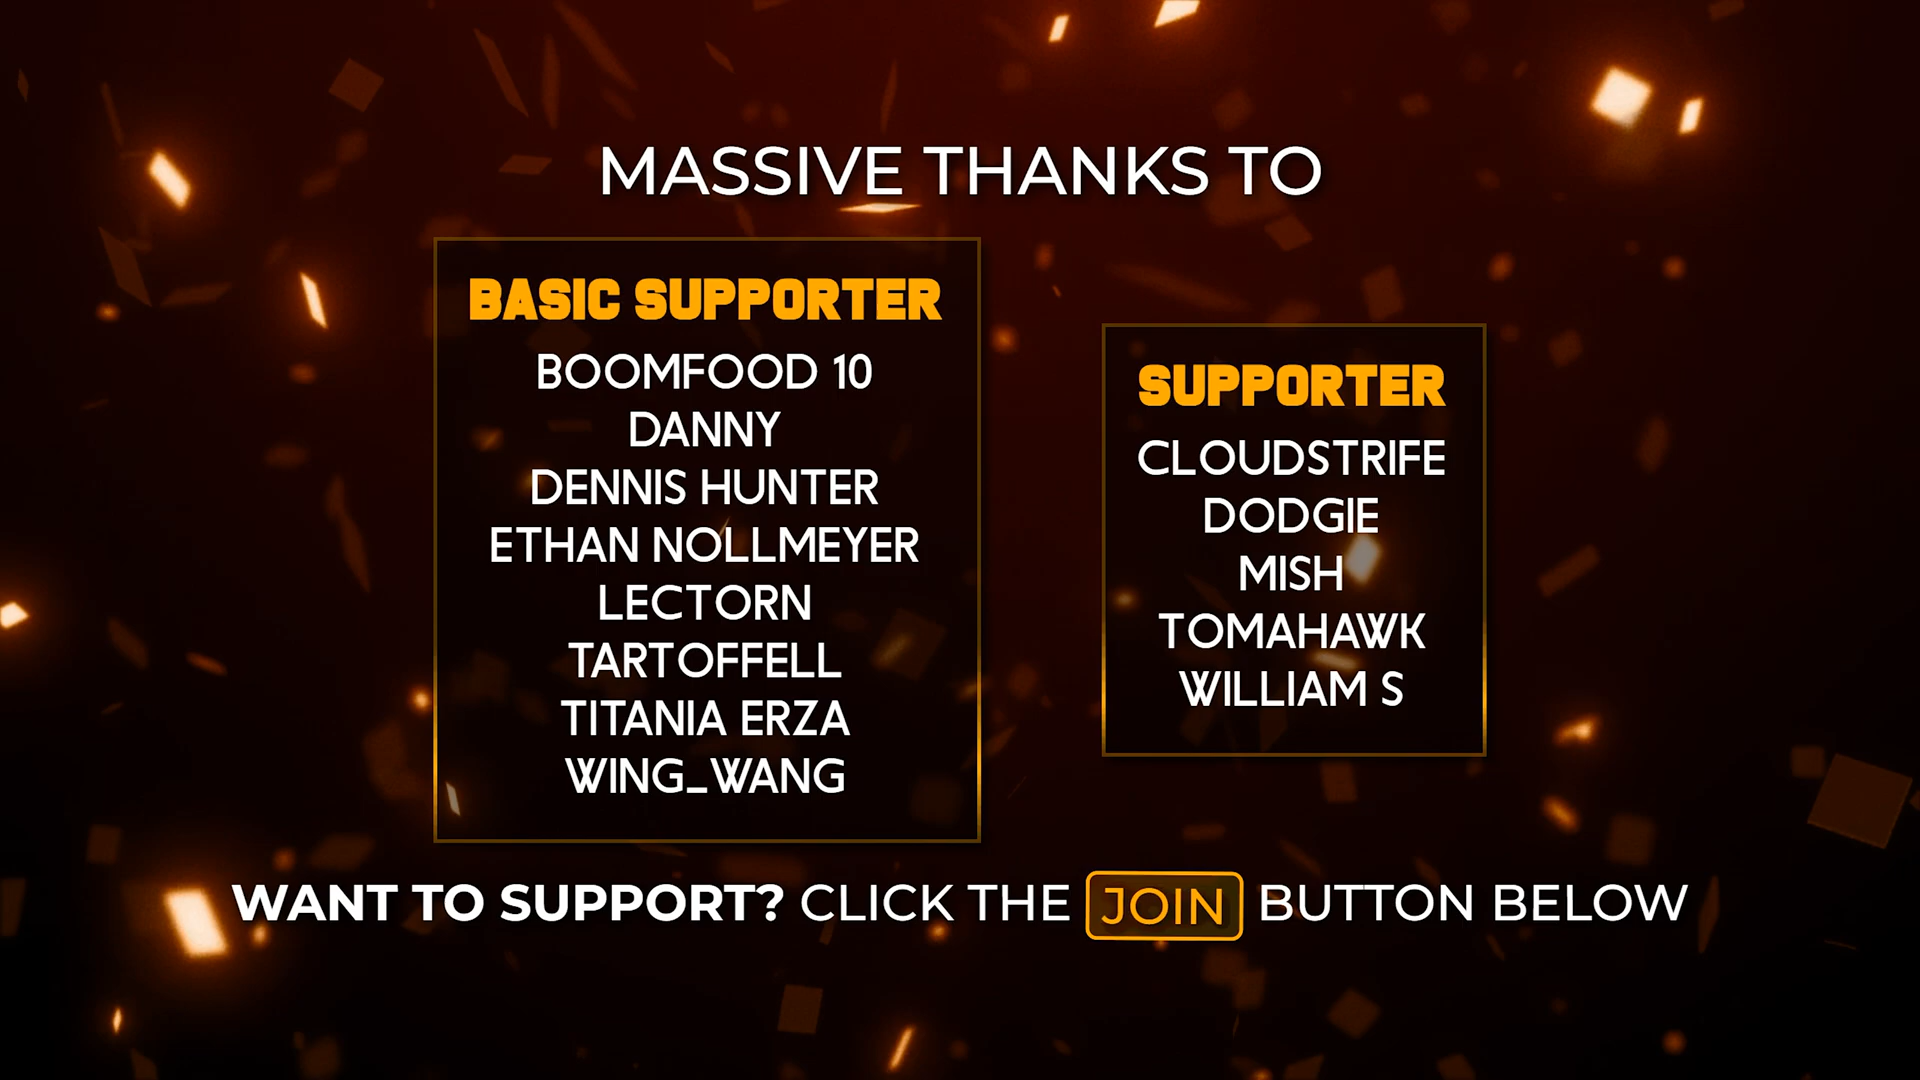 MASSIVE THANKS TO
BASIC SUPPORTER
BOOMFOOD 10
DANNY
DENNIS HUNTER
ETHAN NOLLMEYER
LECTORN
TARTOFFELL
TITANIA ERZA
WING_WANG
SUPPORTER
CLOUDSTRIFE
DODGIE
MISH
TOMAHAWK
WILLIAM S
WANT TO SUPPORT? CLICK THE JOIN BUTTON BELOW